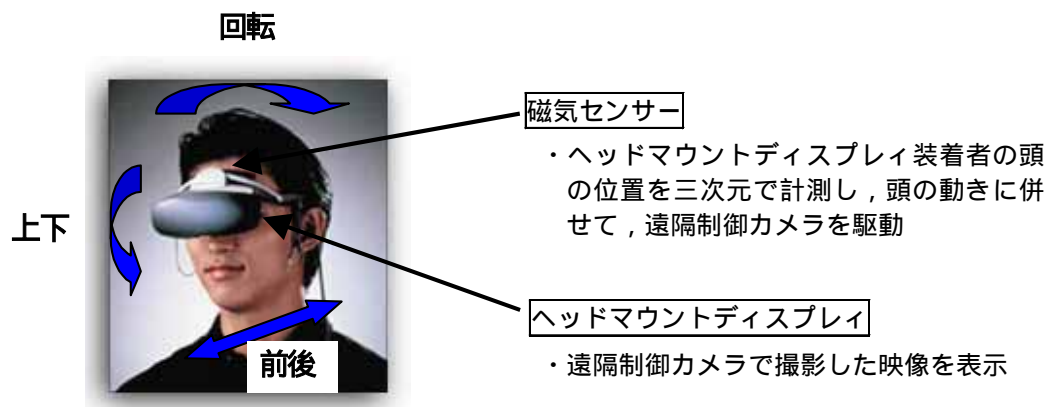 回転
上下
前後
磁気センサー
・ヘッドマウントディスプレィ装着者の頭
の位置を三次元で計測し，頭の動きに併
せて，遠隔制御カメラを駆動
ヘッドマウントディスプレィ
・遠隔制御カメラで撮影した映像を表示